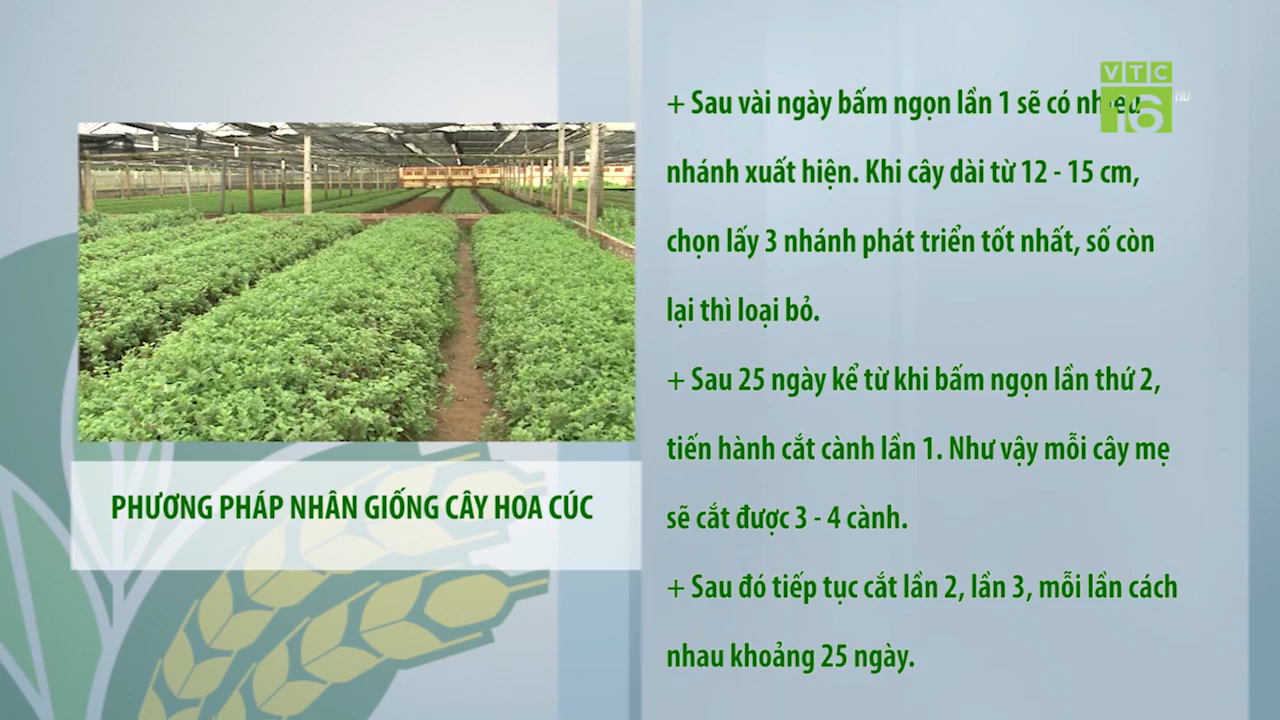 VTC
16
HD
+ Sau vài ngày bấm ngọn lần 1 sẽ có nhiều
nhánh xuất hiện. Khi cây dài từ 12 - 15 cm,
chọn lấy 3 nhánh phát triển tốt nhất, số còn
lại thì loại bỏ.
+ Sau 25 ngày kể từ khi bấm ngọn lần thứ 2,
tiến hành cắt cành lần 1. Như vậy mỗi cây mẹ
sẽ cắt được 3 - 4 cành.
+ Sau đó tiếp tục cắt lần 2, lần 3, mỗi lần cách
nhau khoảng 25 ngày.
PHƯƠNG PHÁP NHÂN GIỐNG CÂY HOA CÚC